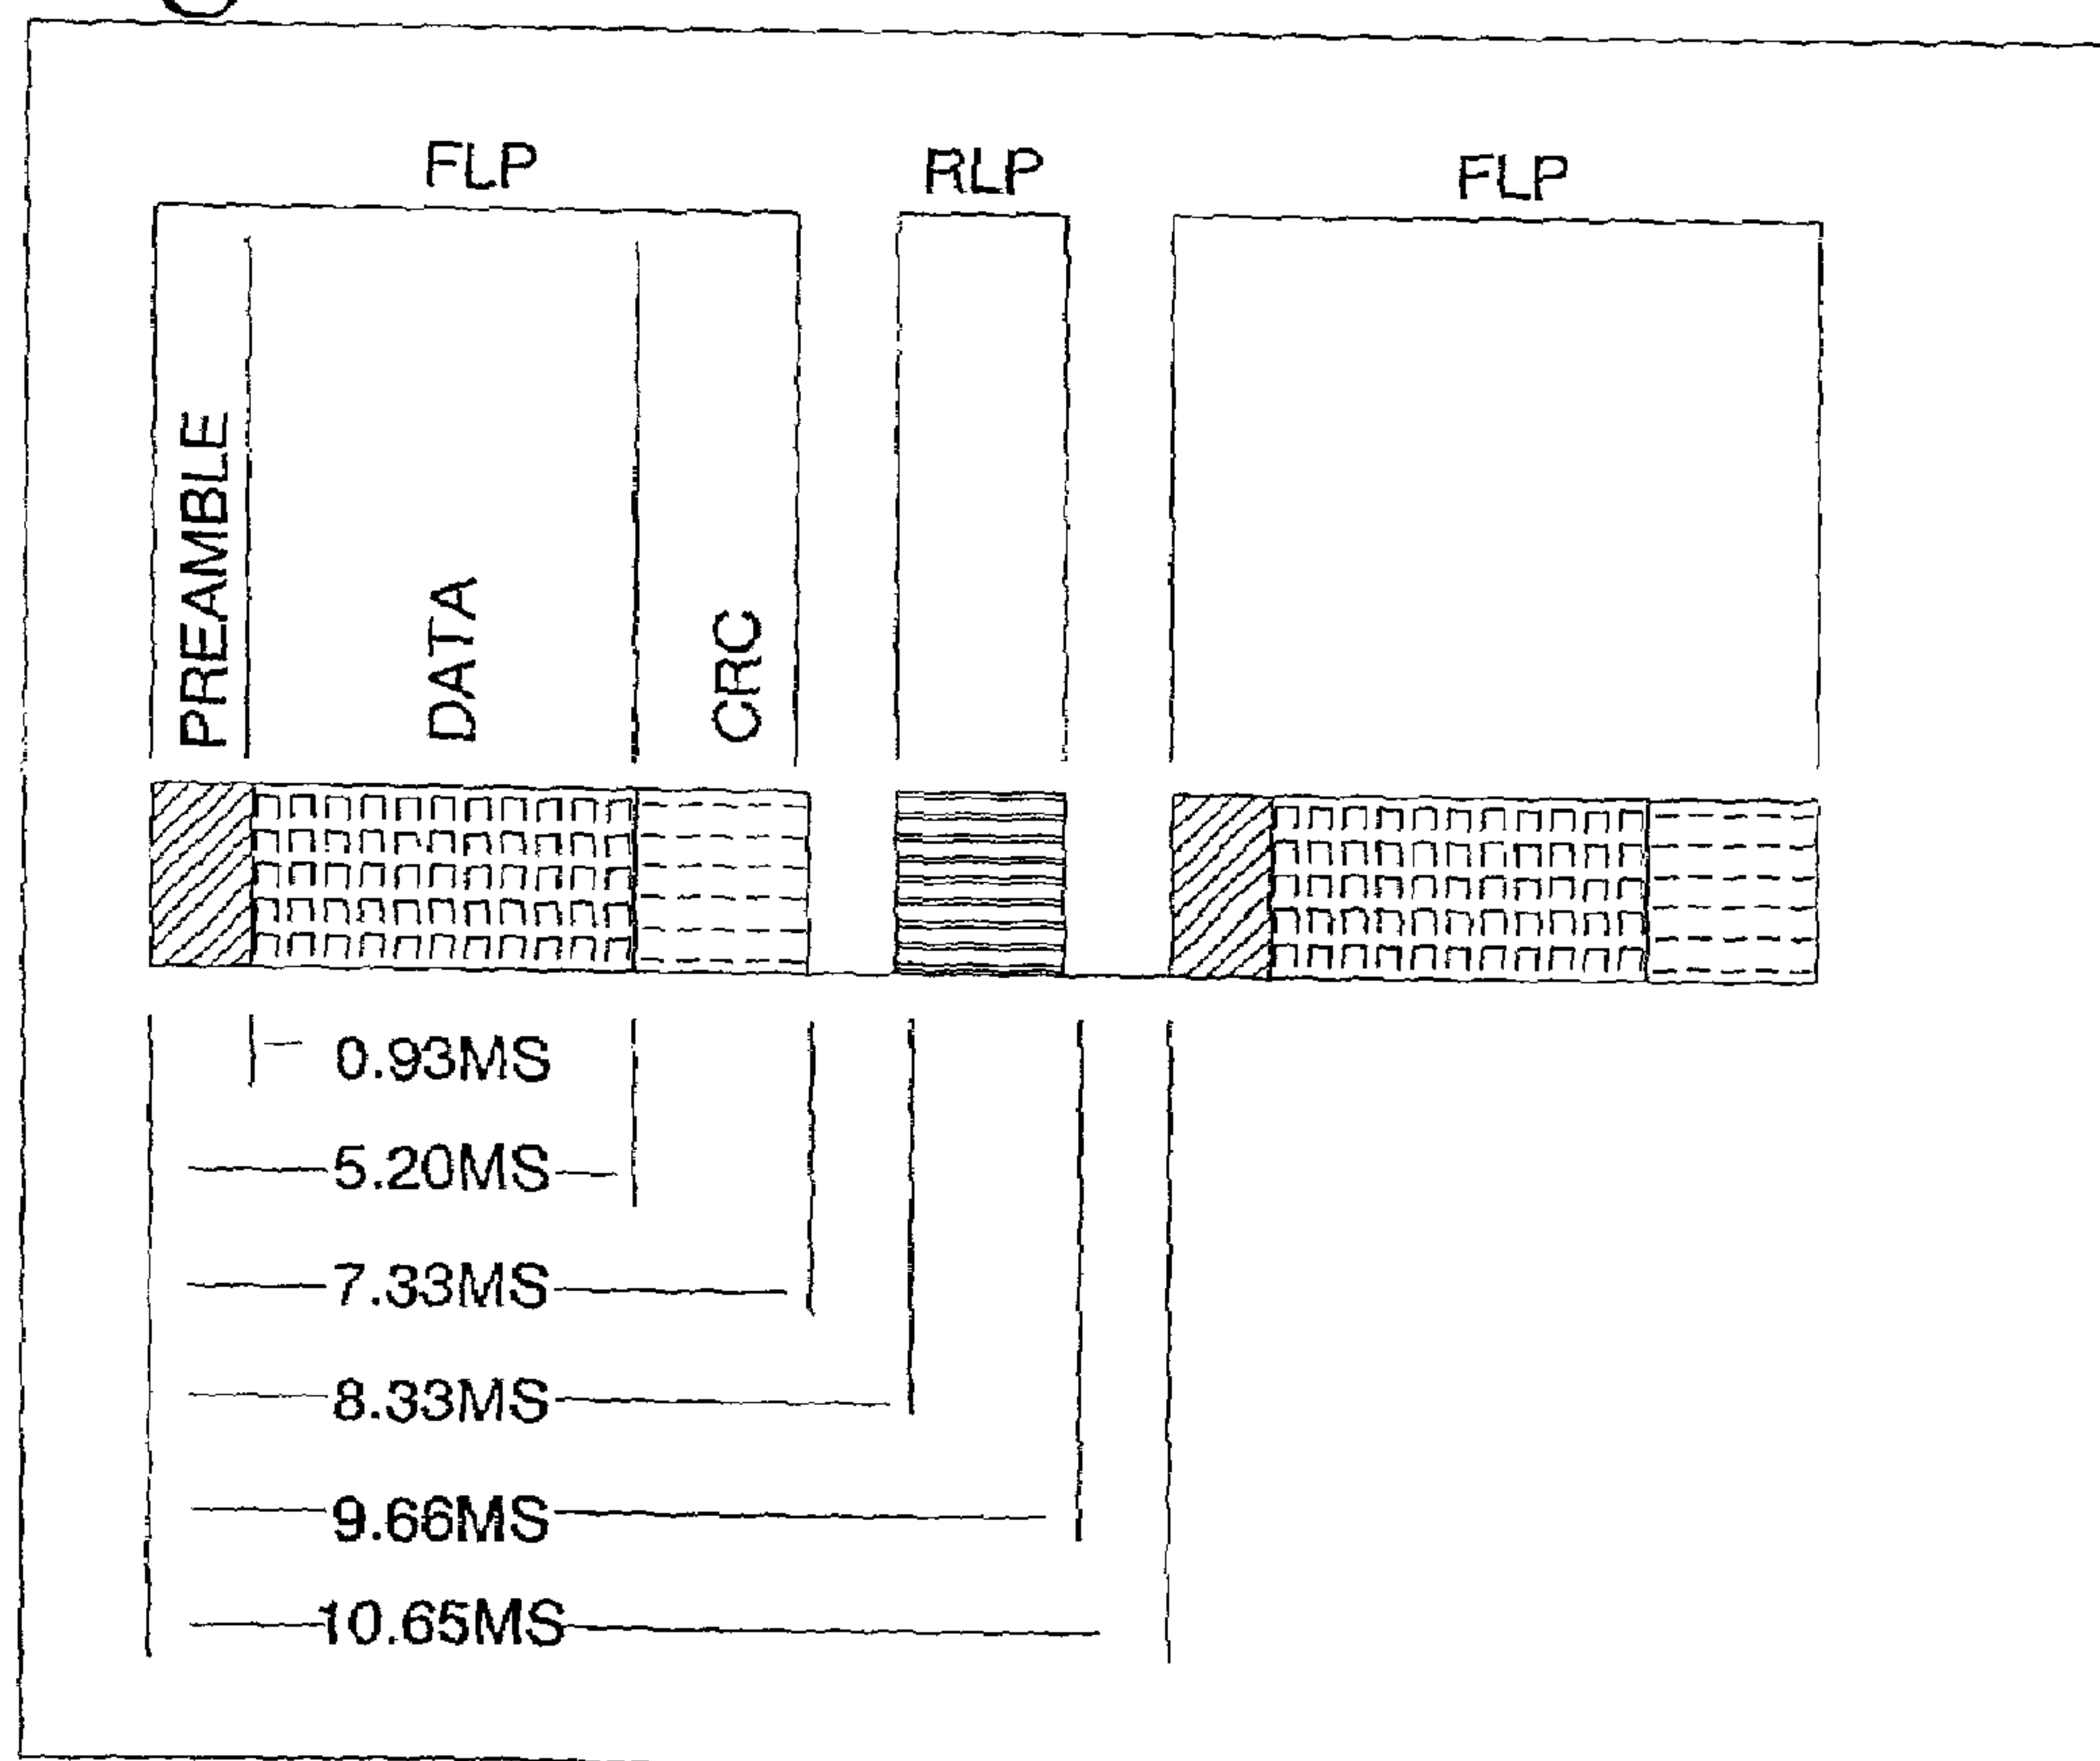 FLP
RLP
FLP
PREAMBLE
DATA
CRC
0.93MS
5.20MS
7.33MS
8.33MS
9.66MS
10.65MS